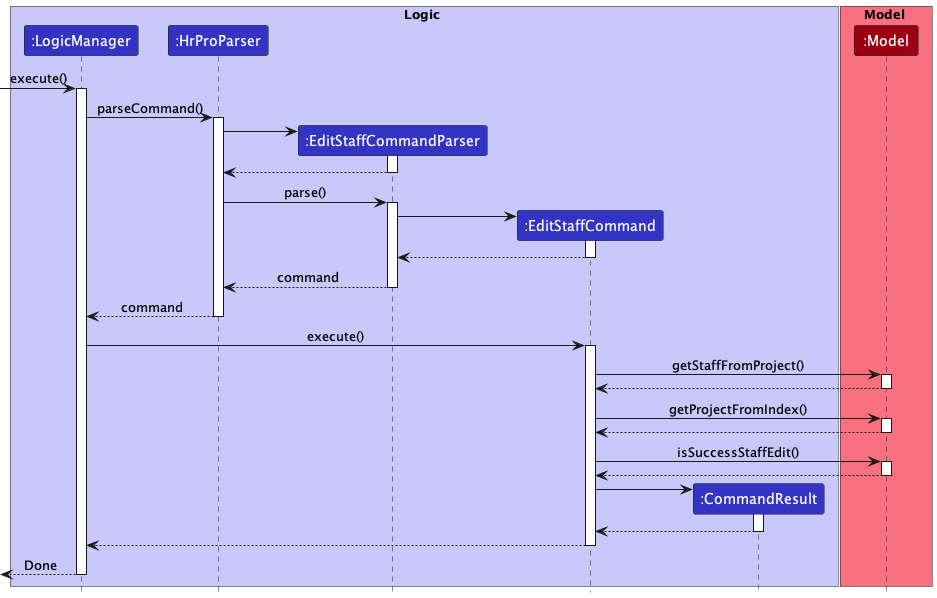 Logic
Model
:LogicManager
:HrProParser
:Model
execute()
parseCommand()
:EditStaffCommandParser
parse()
:EditStaffCommand
command
command
execute()
getStaffFromProject()
getProjectFromIndex()
isSuccessStaffEdit()
:CommandResult
Done